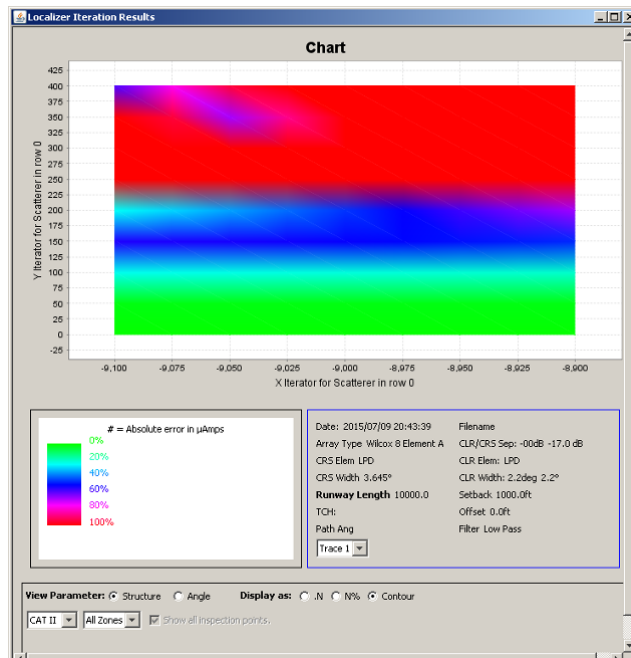 Localizer Iteration Results
Chart
Y Iterator for Scatterer in row 0
425
400
375
350
325
300
275
250
225
200
175
150
125
100
75
50
25
0
-25
-9,100 -9,075 -9,050 -9,025 -9,000 -8,975 -8,950 -8,925 -8,900
X Iterator for Scatterer in row 0
# = Absolute error in µAmps
0%
20%
40%
60%
80%
100%
Date: 2015/07/09 20:43:39 Filename
Array Type Wilcox 8 Element A CLR/CRS Sep: -00dB -17.0 dB
CRS Elem LPD CLR Elem: LPD
CRS Width 3.645° CLR Width: 2.2deg 2.2°
Runway Length 10000.0 Setback 1000.0ft
TCH: Offset 0.0ft
Path Ang Filter Low Pass
Trace 1
View Parameter: Structure Angle Display as: .N N% Contour
CAT II All Zones Show all inspection points.